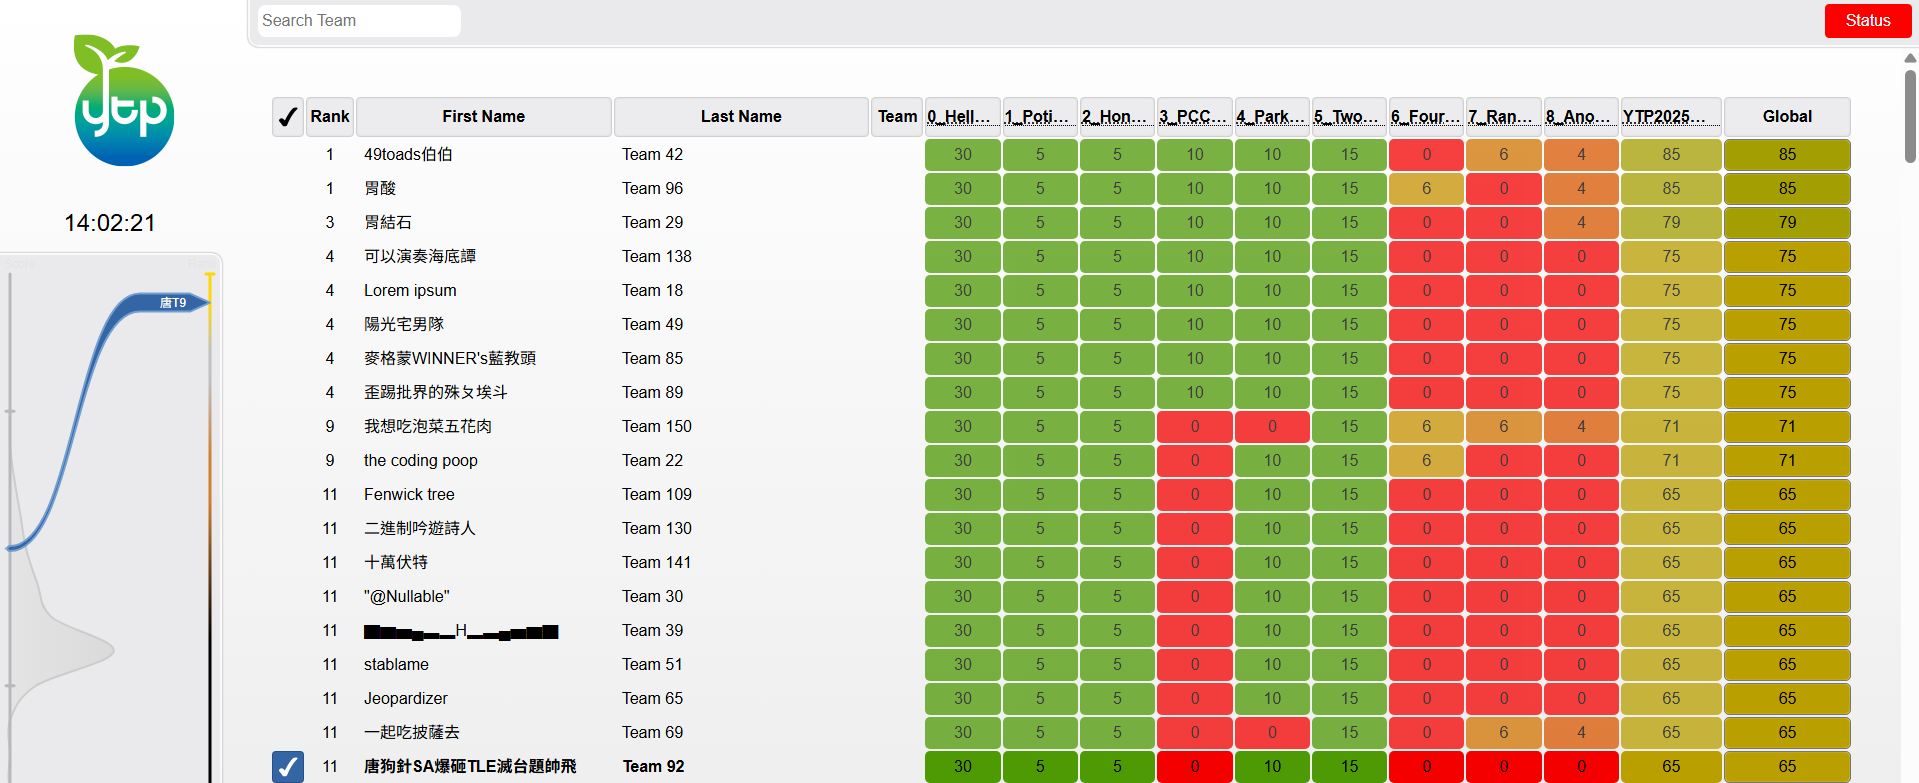 Search Team
Status
ytp
14:02:21
唐T9
✓ Rank First Name Last Name Team 0_Hell... 1_Poti... 2_Hon... 3_PCC... 4_Park... 5_Two... 6_Four... 7_Ran... 8_Ano... YTP2025... Global
1 49toads伯伯 Team 42 30 5 5 10 10 15 0 6 4 85 85
1 胃酸 Team 96 30 5 5 10 10 15 6 0 4 85 85
3 胃結石 Team 29 30 5 5 10 10 15 0 0 4 79 79
4 可以演奏海底譚 Team 138 30 5 5 10 10 15 0 0 0 75 75
4 Lorem ipsum Team 18 30 5 5 10 10 15 0 0 0 75 75
4 陽光宅男隊 Team 49 30 5 5 10 10 15 0 0 0 75 75
4 麥格蒙WINNER's藍教頭 Team 85 30 5 5 10 10 15 0 0 0 75 75
4 歪踢批界的殊ㄆ埃斗 Team 89 30 5 5 10 10 15 0 0 0 75 75
9 我想吃泡菜五花肉 Team 150 30 5 5 0 0 15 6 6 4 71 71
9 the coding poop Team 22 30 5 5 0 10 15 6 0 0 71 71
11 Fenwick tree Team 109 30 5 5 0 10 15 0 0 0 65 65
11 二進制吟遊詩人 Team 130 30 5 5 0 10 15 0 0 0 65 65
11 十萬伏特 Team 141 30 5 5 0 10 15 0 0 0 65 65
11 "@Nullable" Team 30 30 5 5 0 10 15 0 0 0 65 65
11 ▇▆▅▄▃▂H▂▃▄▅▆▇ Team 39 30 5 5 0 10 15 0 0 0 65 65
11 stablame Team 51 30 5 5 0 10 15 0 0 0 65 65
11 Jeopardizer Team 65 30 5 5 0 10 15 0 0 0 65 65
11 一起吃披薩去 Team 69 30 5 5 0 0 15 0 6 4 65 65
✓ 11 唐狗針SA爆砸TLE滅台題帥飛 Team 92 30 5 5 0 10 15 0 0 0 65 65